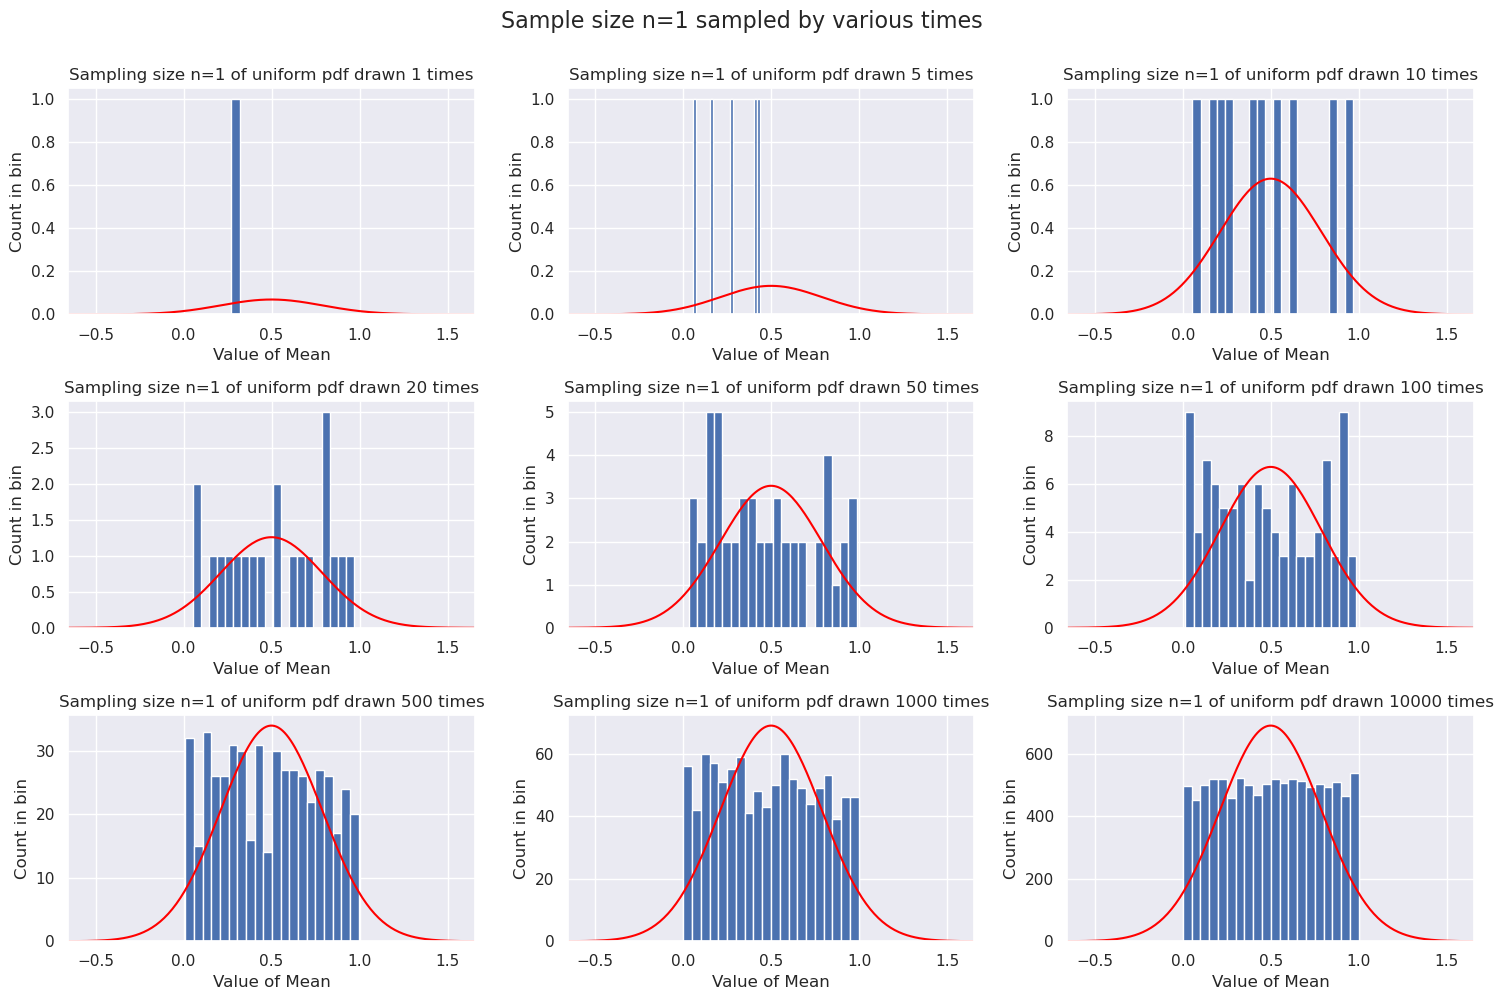 Sample size n=1 sampled by various times
Sampling size n=1 of uniform pdf drawn 1 times
Count in bin
1.0
0.8
0.6
0.4
0.2
0.0
−0.5 0.0 0.5 1.0 1.5
Value of Mean
Sampling size n=1 of uniform pdf drawn 5 times
Count in bin
1.0
0.8
0.6
0.4
0.2
0.0
−0.5 0.0 0.5 1.0 1.5
Value of Mean
Sampling size n=1 of uniform pdf drawn 10 times
Count in bin
1.0
0.8
0.6
0.4
0.2
0.0
−0.5 0.0 0.5 1.0 1.5
Value of Mean
Sampling size n=1 of uniform pdf drawn 20 times
Count in bin
3.0
2.5
2.0
1.5
1.0
0.5
0.0
−0.5 0.0 0.5 1.0 1.5
Value of Mean
Sampling size n=1 of uniform pdf drawn 50 times
Count in bin
5
4
3
2
1
0
−0.5 0.0 0.5 1.0 1.5
Value of Mean
Sampling size n=1 of uniform pdf drawn 100 times
Count in bin
8
6
4
2
0
−0.5 0.0 0.5 1.0 1.5
Value of Mean
Sampling size n=1 of uniform pdf drawn 500 times
Count in bin
30
20
10
0
−0.5 0.0 0.5 1.0 1.5
Value of Mean
Sampling size n=1 of uniform pdf drawn 1000 times
Count in bin
60
40
20
0
−0.5 0.0 0.5 1.0 1.5
Value of Mean
Sampling size n=1 of uniform pdf drawn 10000 times
Count in bin
600
400
200
0
−0.5 0.0 0.5 1.0 1.5
Value of Mean